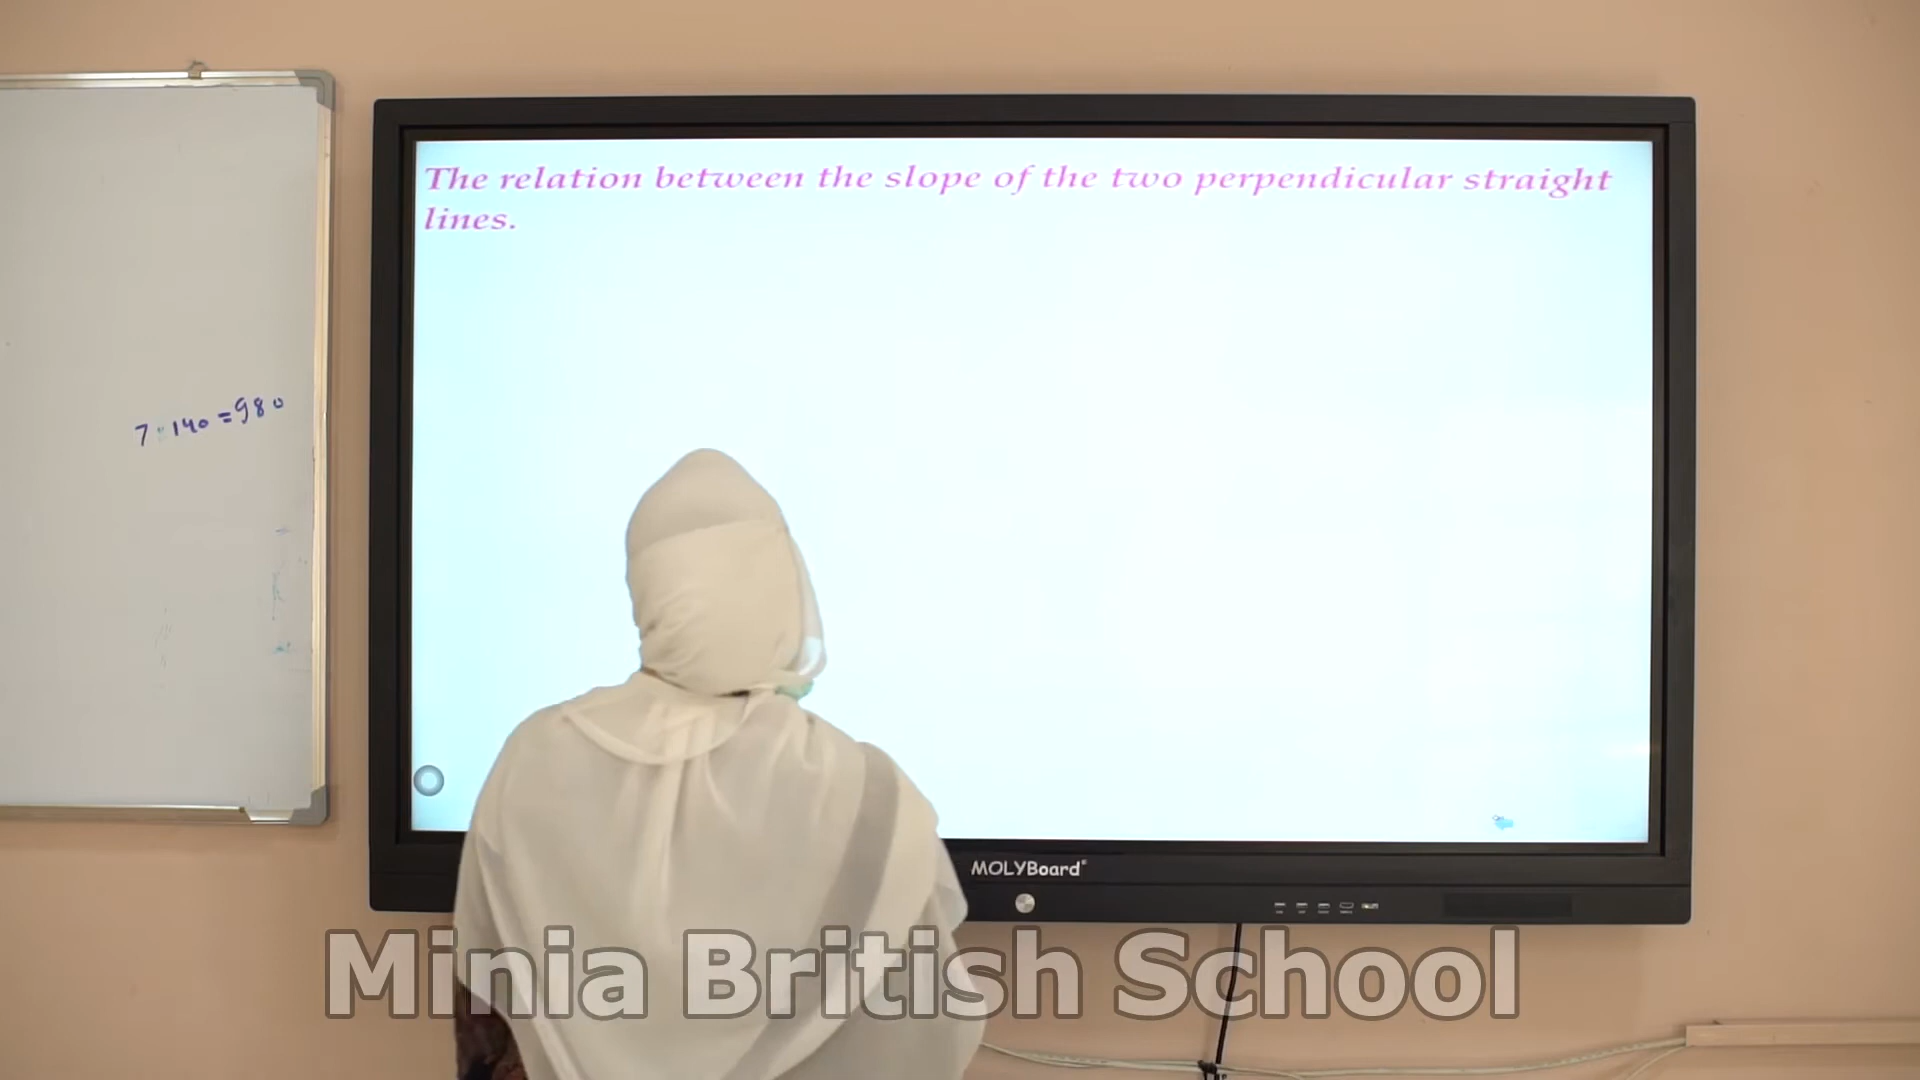 The relation between the slope of the two perpendicular straight
lines.
7 140 = 980
MOLYBoard
Minia British School